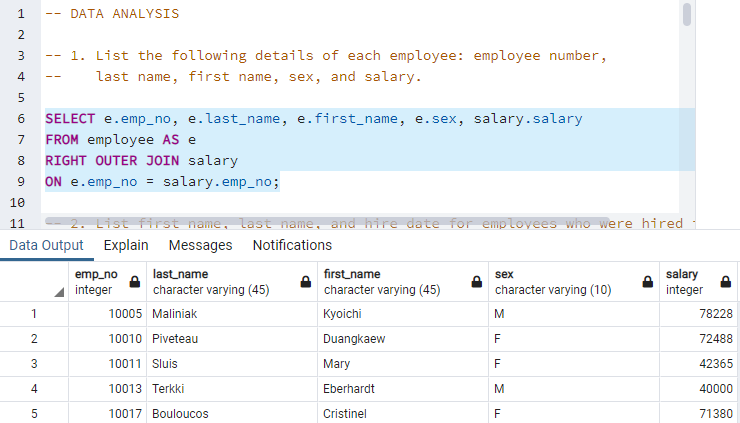 1 -- DATA ANALYSIS
2
3 -- 1. List the following details of each employee: employee number,
4 --    last name, first name, sex, and salary.
5
6 SELECT e.emp_no, e.last_name, e.first_name, e.sex, salary.salary
7 FROM employee AS e
8 RIGHT OUTER JOIN salary
9 ON e.emp_no = salary.emp_no;
10
11 -- 2. List first name, last name, and hire date for employees who were hired
Data Output Explain Messages Notifications
emp_no last_name first_name sex salary
integer character varying (45) character varying (45) character varying (10) integer
1 10005 Maliniak Kyoichi M 78228
2 10010 Piveteau Duangkaew F 72488
3 10011 Sluis Mary F 42365
4 10013 Terkki Eberhardt M 40000
5 10017 Bouloucos Cristinel F 71380